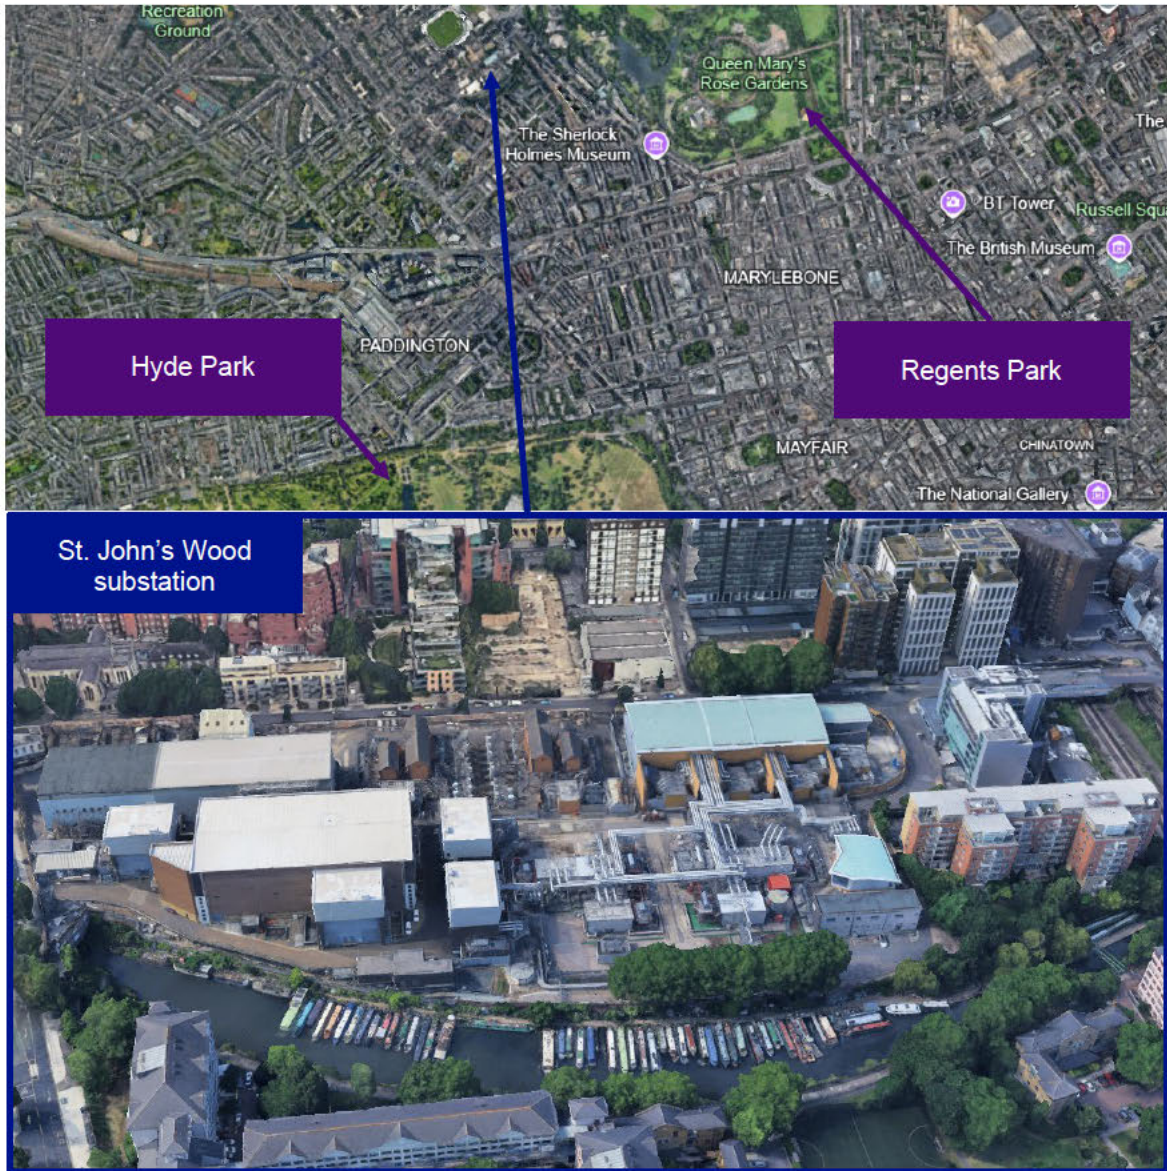 Recreation
Ground
Queen Mary's
Rose Gardens
The Sherlock
Holmes Museum
The
BT Tower
Russell Squa
The British Museum
MARYLEBONE
PADDINGTON
Hyde Park
Regents Park
MAYFAIR
CHINATOWN
The National Gallery
St. John's Wood
substation